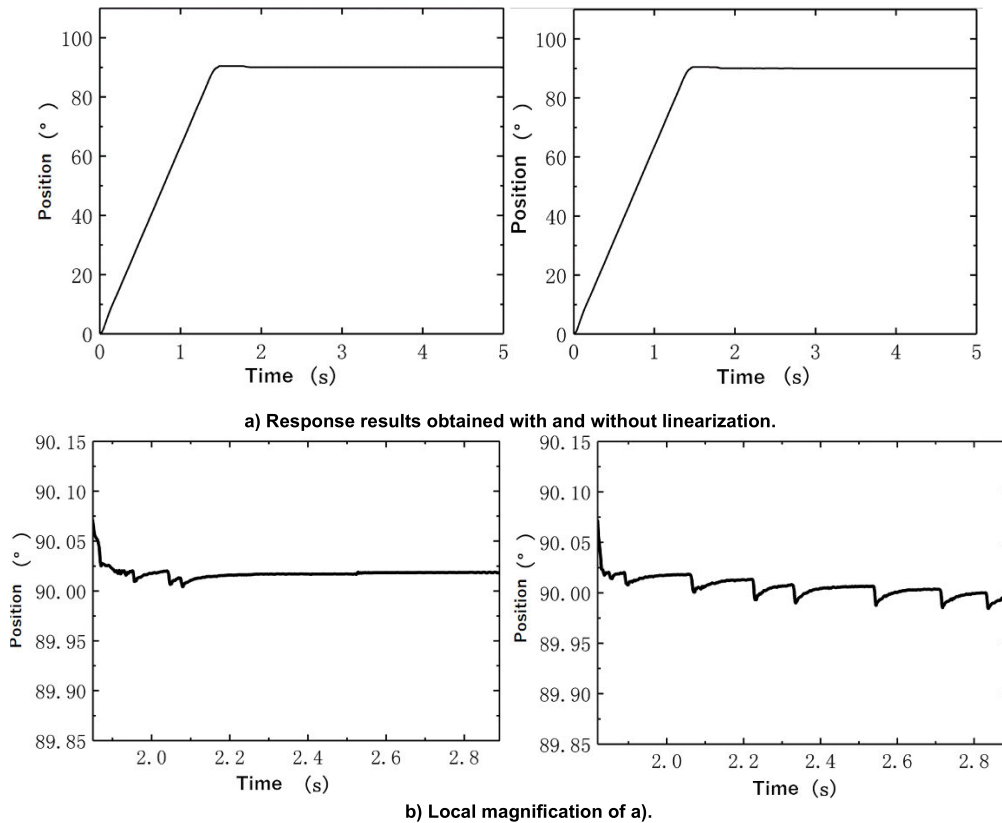 100
80
60
40
20
0
Position (°)
0 1 2 3 4 5
Time (s)
100
80
60
40
20
0
Position (°)
0 1 2 3 4 5
Time (s)
a) Response results obtained with and without linearization.
90.15
90.10
90.05
90.00
89.95
89.90
89.85
Position (°)
2.0 2.2 2.4 2.6 2.8
Time (s)
90.15
90.10
90.05
90.00
89.95
89.90
89.85
Position (°)
2.0 2.2 2.4 2.6 2.8
Time (s)
b) Local magnification of a).